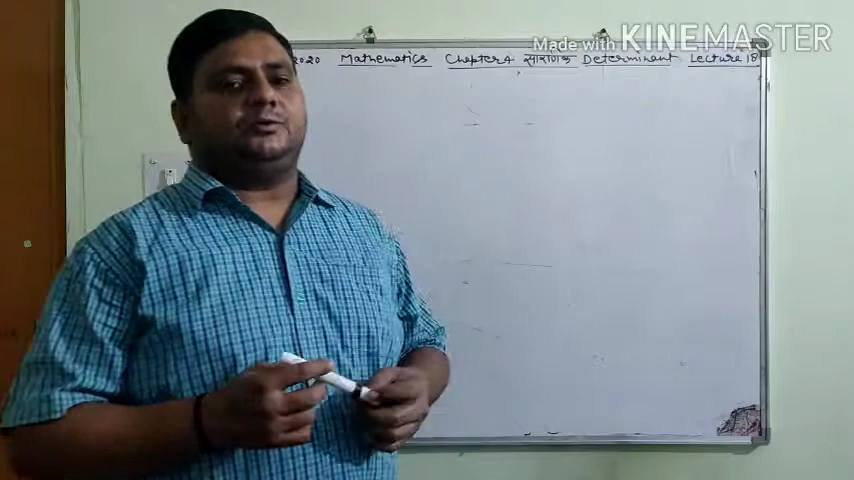 Made with KINEMASTER
2020 Mathematics Chapter 4 सारणिक Determinant Lecture 18